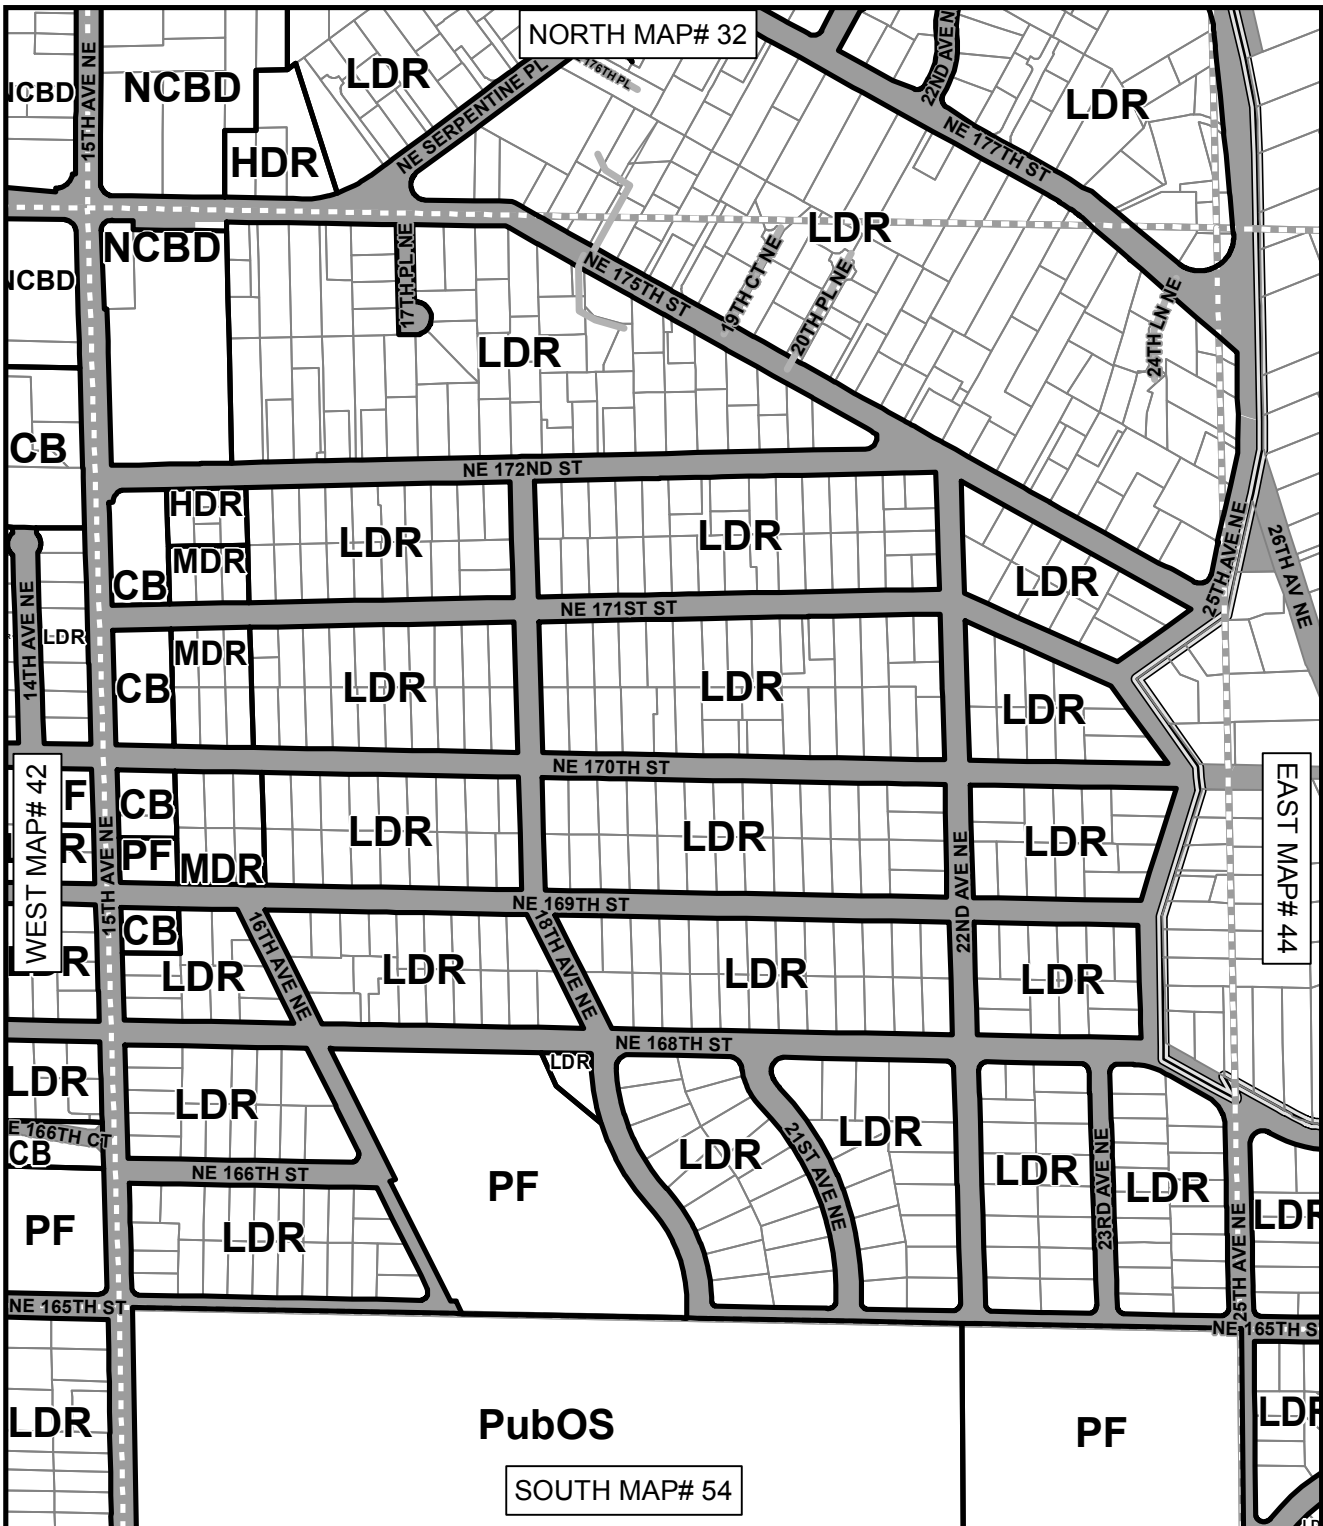 NORTH MAP# 32
15TH AVE NE
NCBD
NCBD
LDR
NE SERPENTINE PL
176TH PL
22ND AVE N
LDR
NE 177TH ST
HDR
NCBD
NCBD
17TH PL NE
LDR
NE 175TH ST
19TH CT NE
20TH PL NE
24TH LN NE
LDR
CB
NE 172ND ST
HDR
MDR
CB
LDR
LDR
LDR
25TH AVE NE
26TH AV NE
14TH AVE NE
LDR
NE 171ST ST
CB
MDR
LDR
LDR
LDR
NE 170TH ST
WEST MAP# 42
EAST MAP# 44
F
R
15TH AVE NE
CB
PF
MDR
LDR
LDR
LDR
22ND AVE NE
NE 169TH ST
CB
LDR
LDR
16TH AVE NE
LDR
18TH AVE NE
LDR
LDR
NE 168TH ST
LDR
LDR
LDR
E 166TH CT
CB
NE 166TH ST
PF
LDR
PF
LDR
21ST AVE NE
LDR
LDR
23RD AVE NE
LDR
25TH AVE NE
LDR
NE 165TH ST
NE 165TH S
LDR
PubOS
PF
LDR
SOUTH MAP# 54